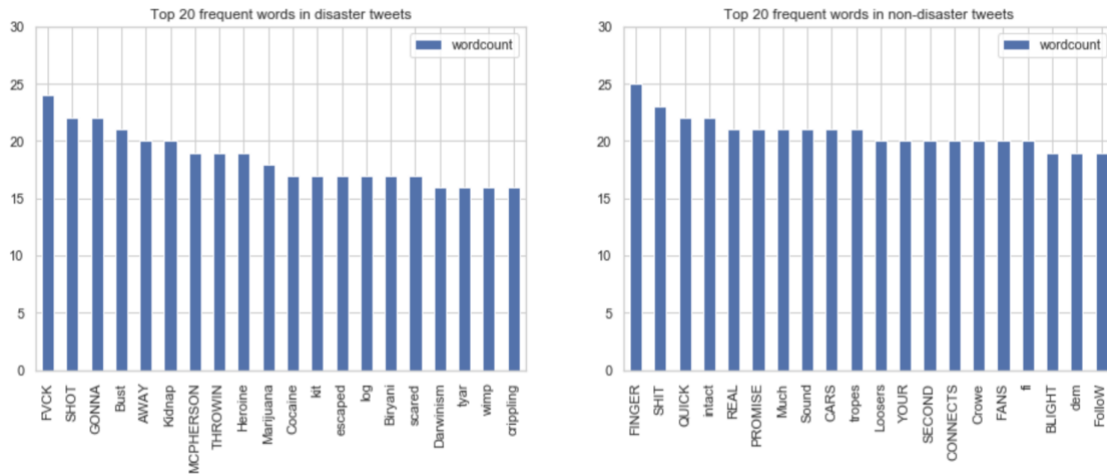 Top 20 frequent words in disaster tweets
30
25
20
15
10
5
0
wordcount
FVCK
SHOT
GONNA
Bust
AWAY
Kidnap
MCPHERSON
THROWIN
Heroine
Marijuana
Cocaine
kit
escaped
log
Biryani
scared
Darwinism
tyar
wimp
crippling
Top 20 frequent words in non-disaster tweets
30
25
20
15
10
5
0
wordcount
FINGER
SHIT
QUICK
intact
REAL
PROMISE
Much
Sound
CARS
tropes
Loosers
YOUR
SECOND
CONNECTS
Crowe
FANS
fl
BLIGHT
dem
FolloW